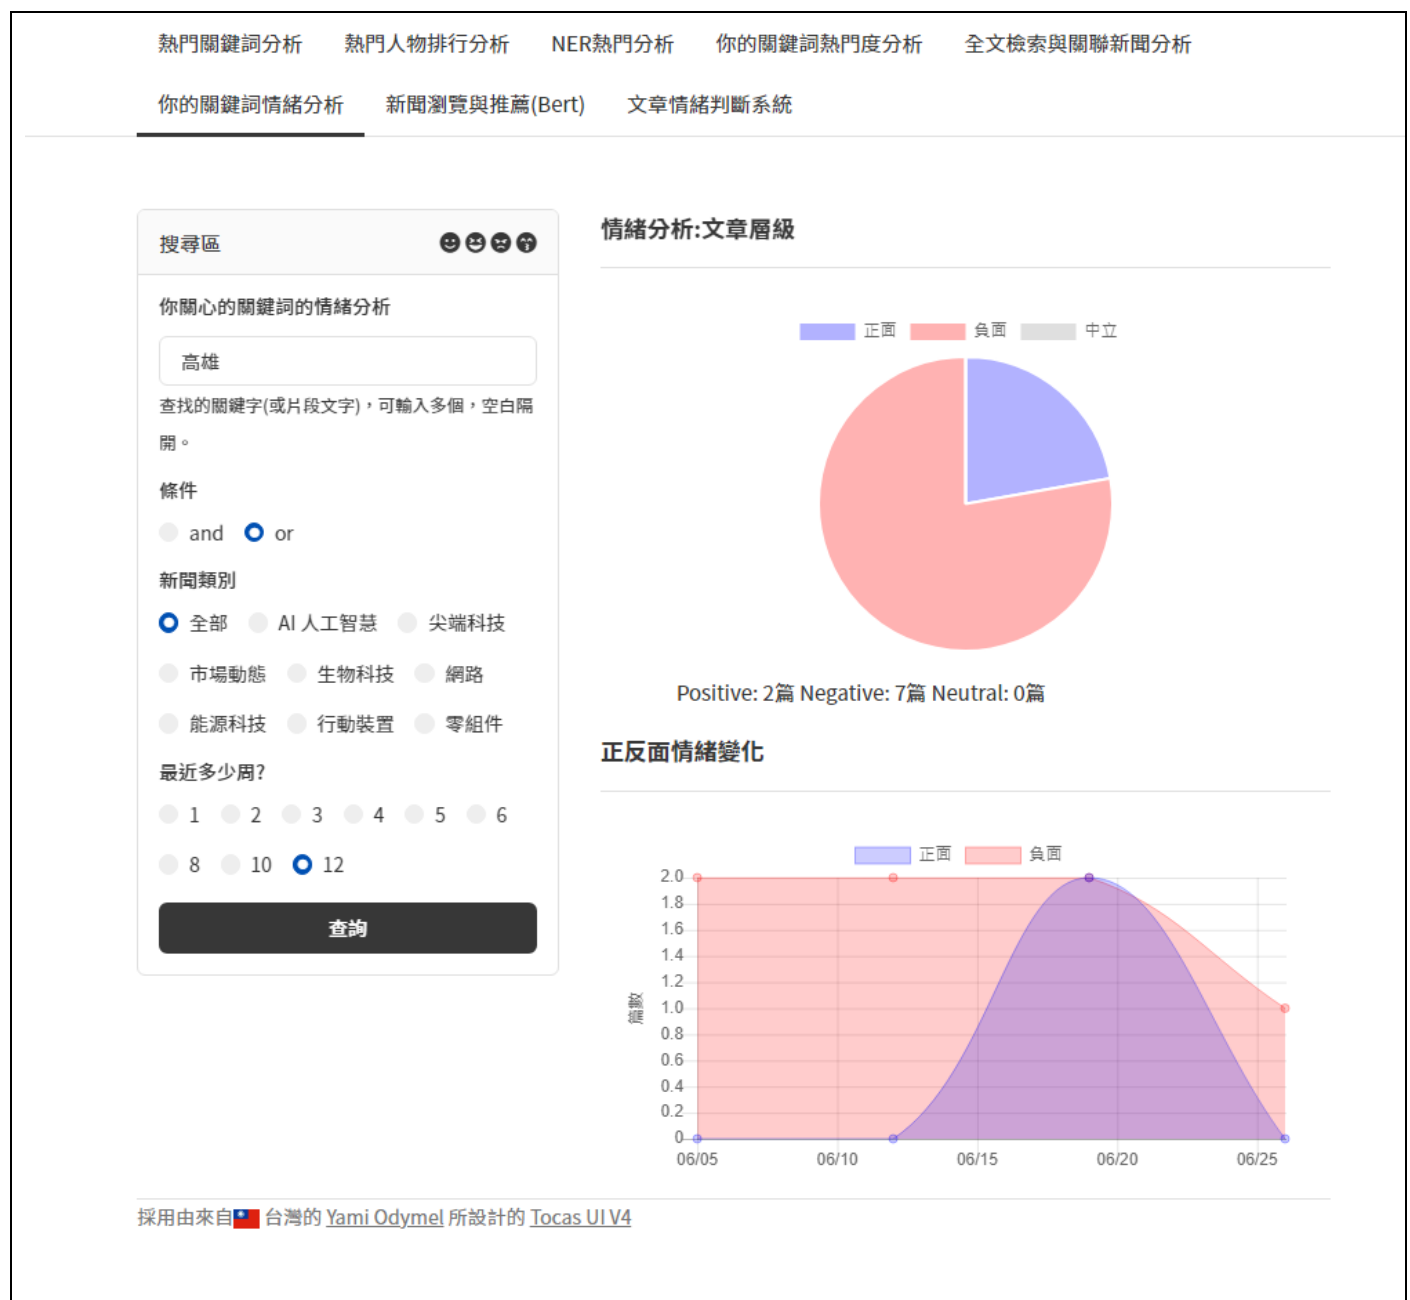 熱門關鍵詞分析 熱門人物排行分析 NER熱門分析 你的關鍵詞熱門度分析 全文檢索與關聯新聞分析
你的關鍵詞情緒分析 新聞瀏覽與推薦(Bert) 文章情緒判斷系統
搜尋區
你關心的關鍵詞的情緒分析
高雄
查找的關鍵字(或片段文字)，可輸入多個，空白隔
開。
條件
and or
新聞類別
全部 AI 人工智慧 尖端科技
市場動態 生物科技 網路
能源科技 行動裝置 零組件
最近多少周?
1 2 3 4 5 6
8 10 12
查詢
情緒分析:文章層級
正面 負面 中立
Positive: 2篇 Negative: 7篇 Neutral: 0篇
正反面情緒變化
正面 負面
篇數
2.0
1.8
1.6
1.4
1.2
1.0
0.8
0.6
0.4
0.2
0
06/05 06/10 06/15 06/20 06/25
採用由來自 台灣的 Yami Odymel 所設計的 Tocas UI V4